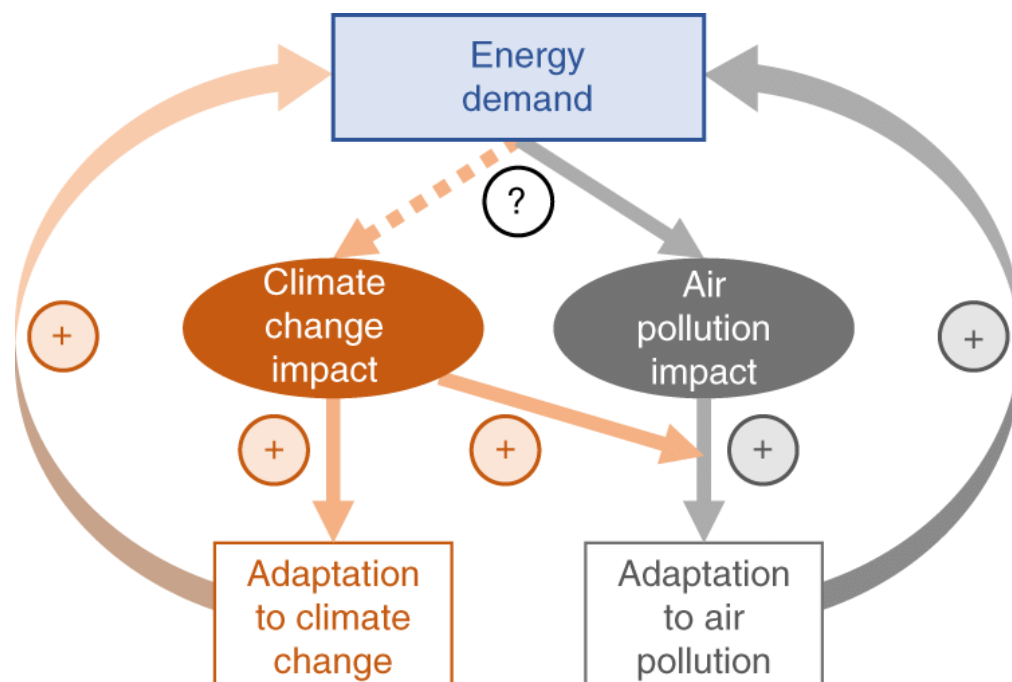 Energy
demand
?
Climate
change
impact
Air
pollution
impact
+
+
+
+
+
Adaptation
to climate
change
Adaptation
to air
pollution